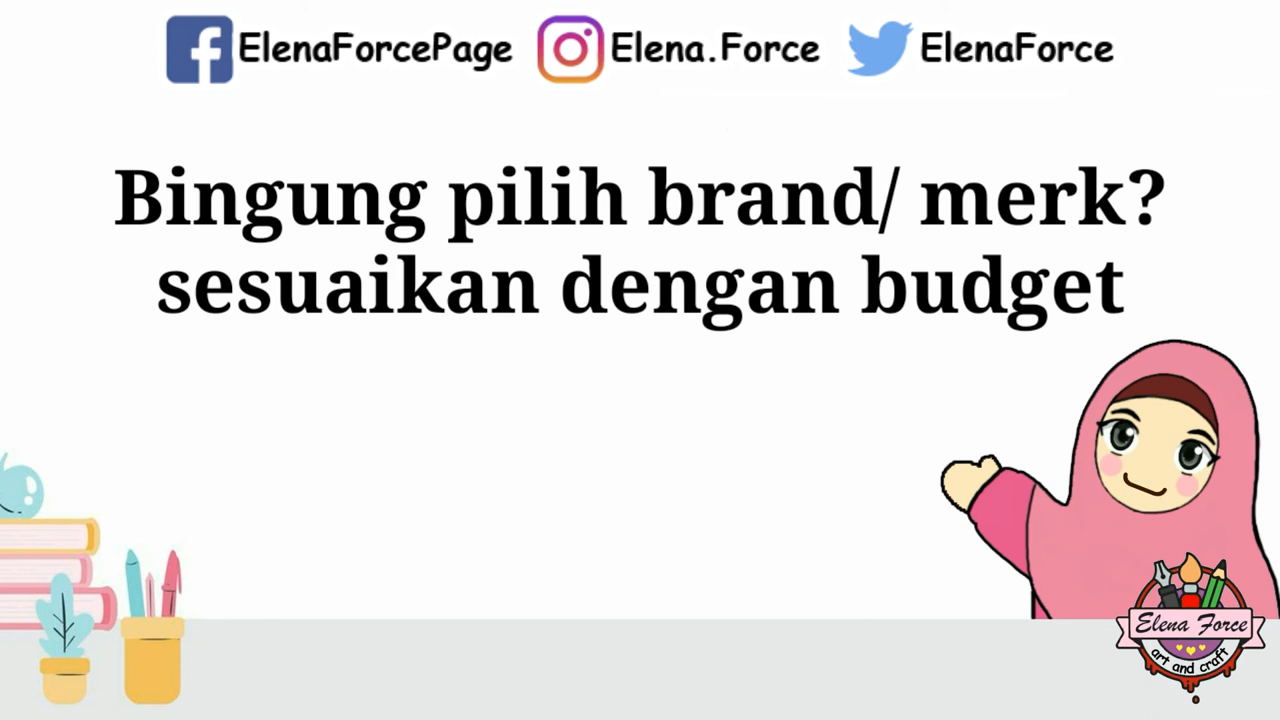 ElenaForcePage Elena.Force ElenaForce
Bingung pilih brand/ merk?
sesuaikan dengan budget
Elena Force
art and craft